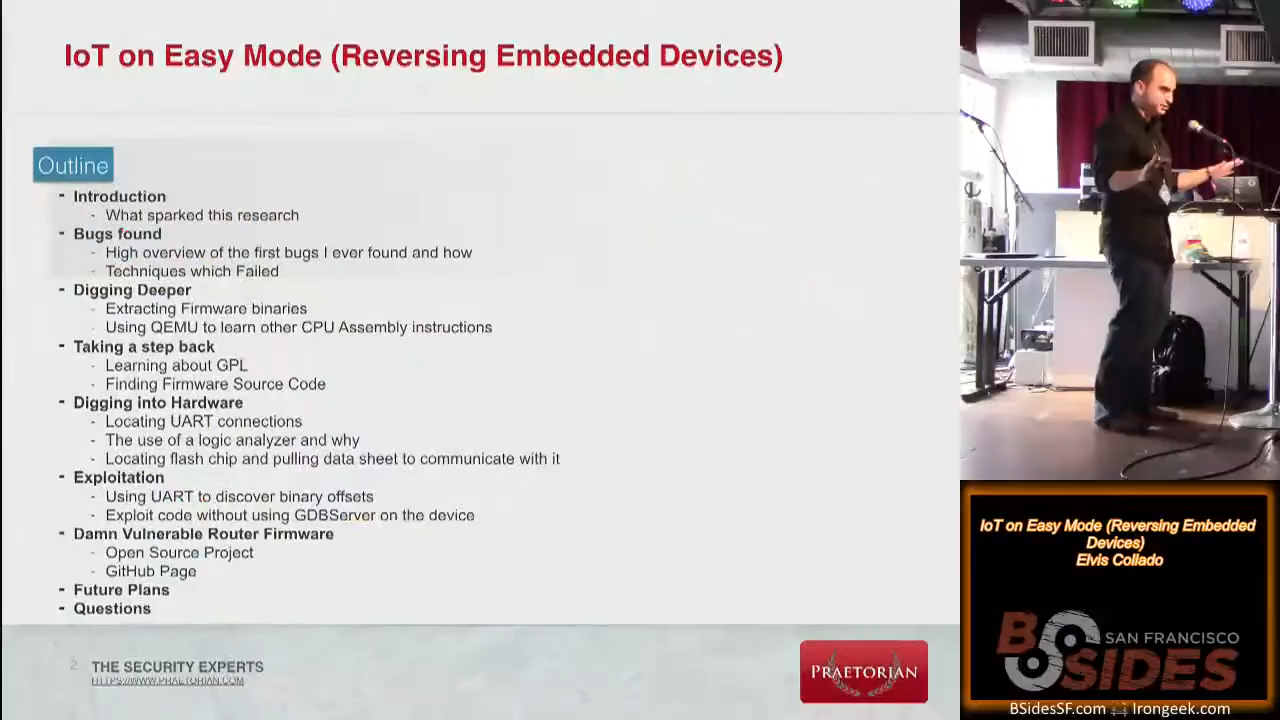 IoT on Easy Mode (Reversing Embedded Devices)
Outline
- Introduction
- What sparked this research
- Bugs found
- High overview of the first bugs I ever found and how
- Techniques which Failed
- Digging Deeper
- Extracting Firmware binaries
- Using QEMU to learn other CPU Assembly instructions
- Taking a step back
- Learning about GPL
- Finding Firmware Source Code
- Digging into Hardware
- Locating UART connections
- The use of a logic analyzer and why
- Locating flash chip and pulling data sheet to communicate with it
- Exploitation
- Using UART to discover binary offsets
- Exploit code without using GDBServer on the device
- Damn Vulnerable Router Firmware
- Open Source Project
- GitHub Page
- Future Plans
- Questions
2
THE SECURITY EXPERTS
HTTPS://WWW.PRAETORIAN.COM
PRAETORIAN
IoT on Easy Mode (Reversing Embedded
Devices)
Elvis Collado
BSIDES
SAN FRANCISCO
BSidesSF.com
Irongeek.com